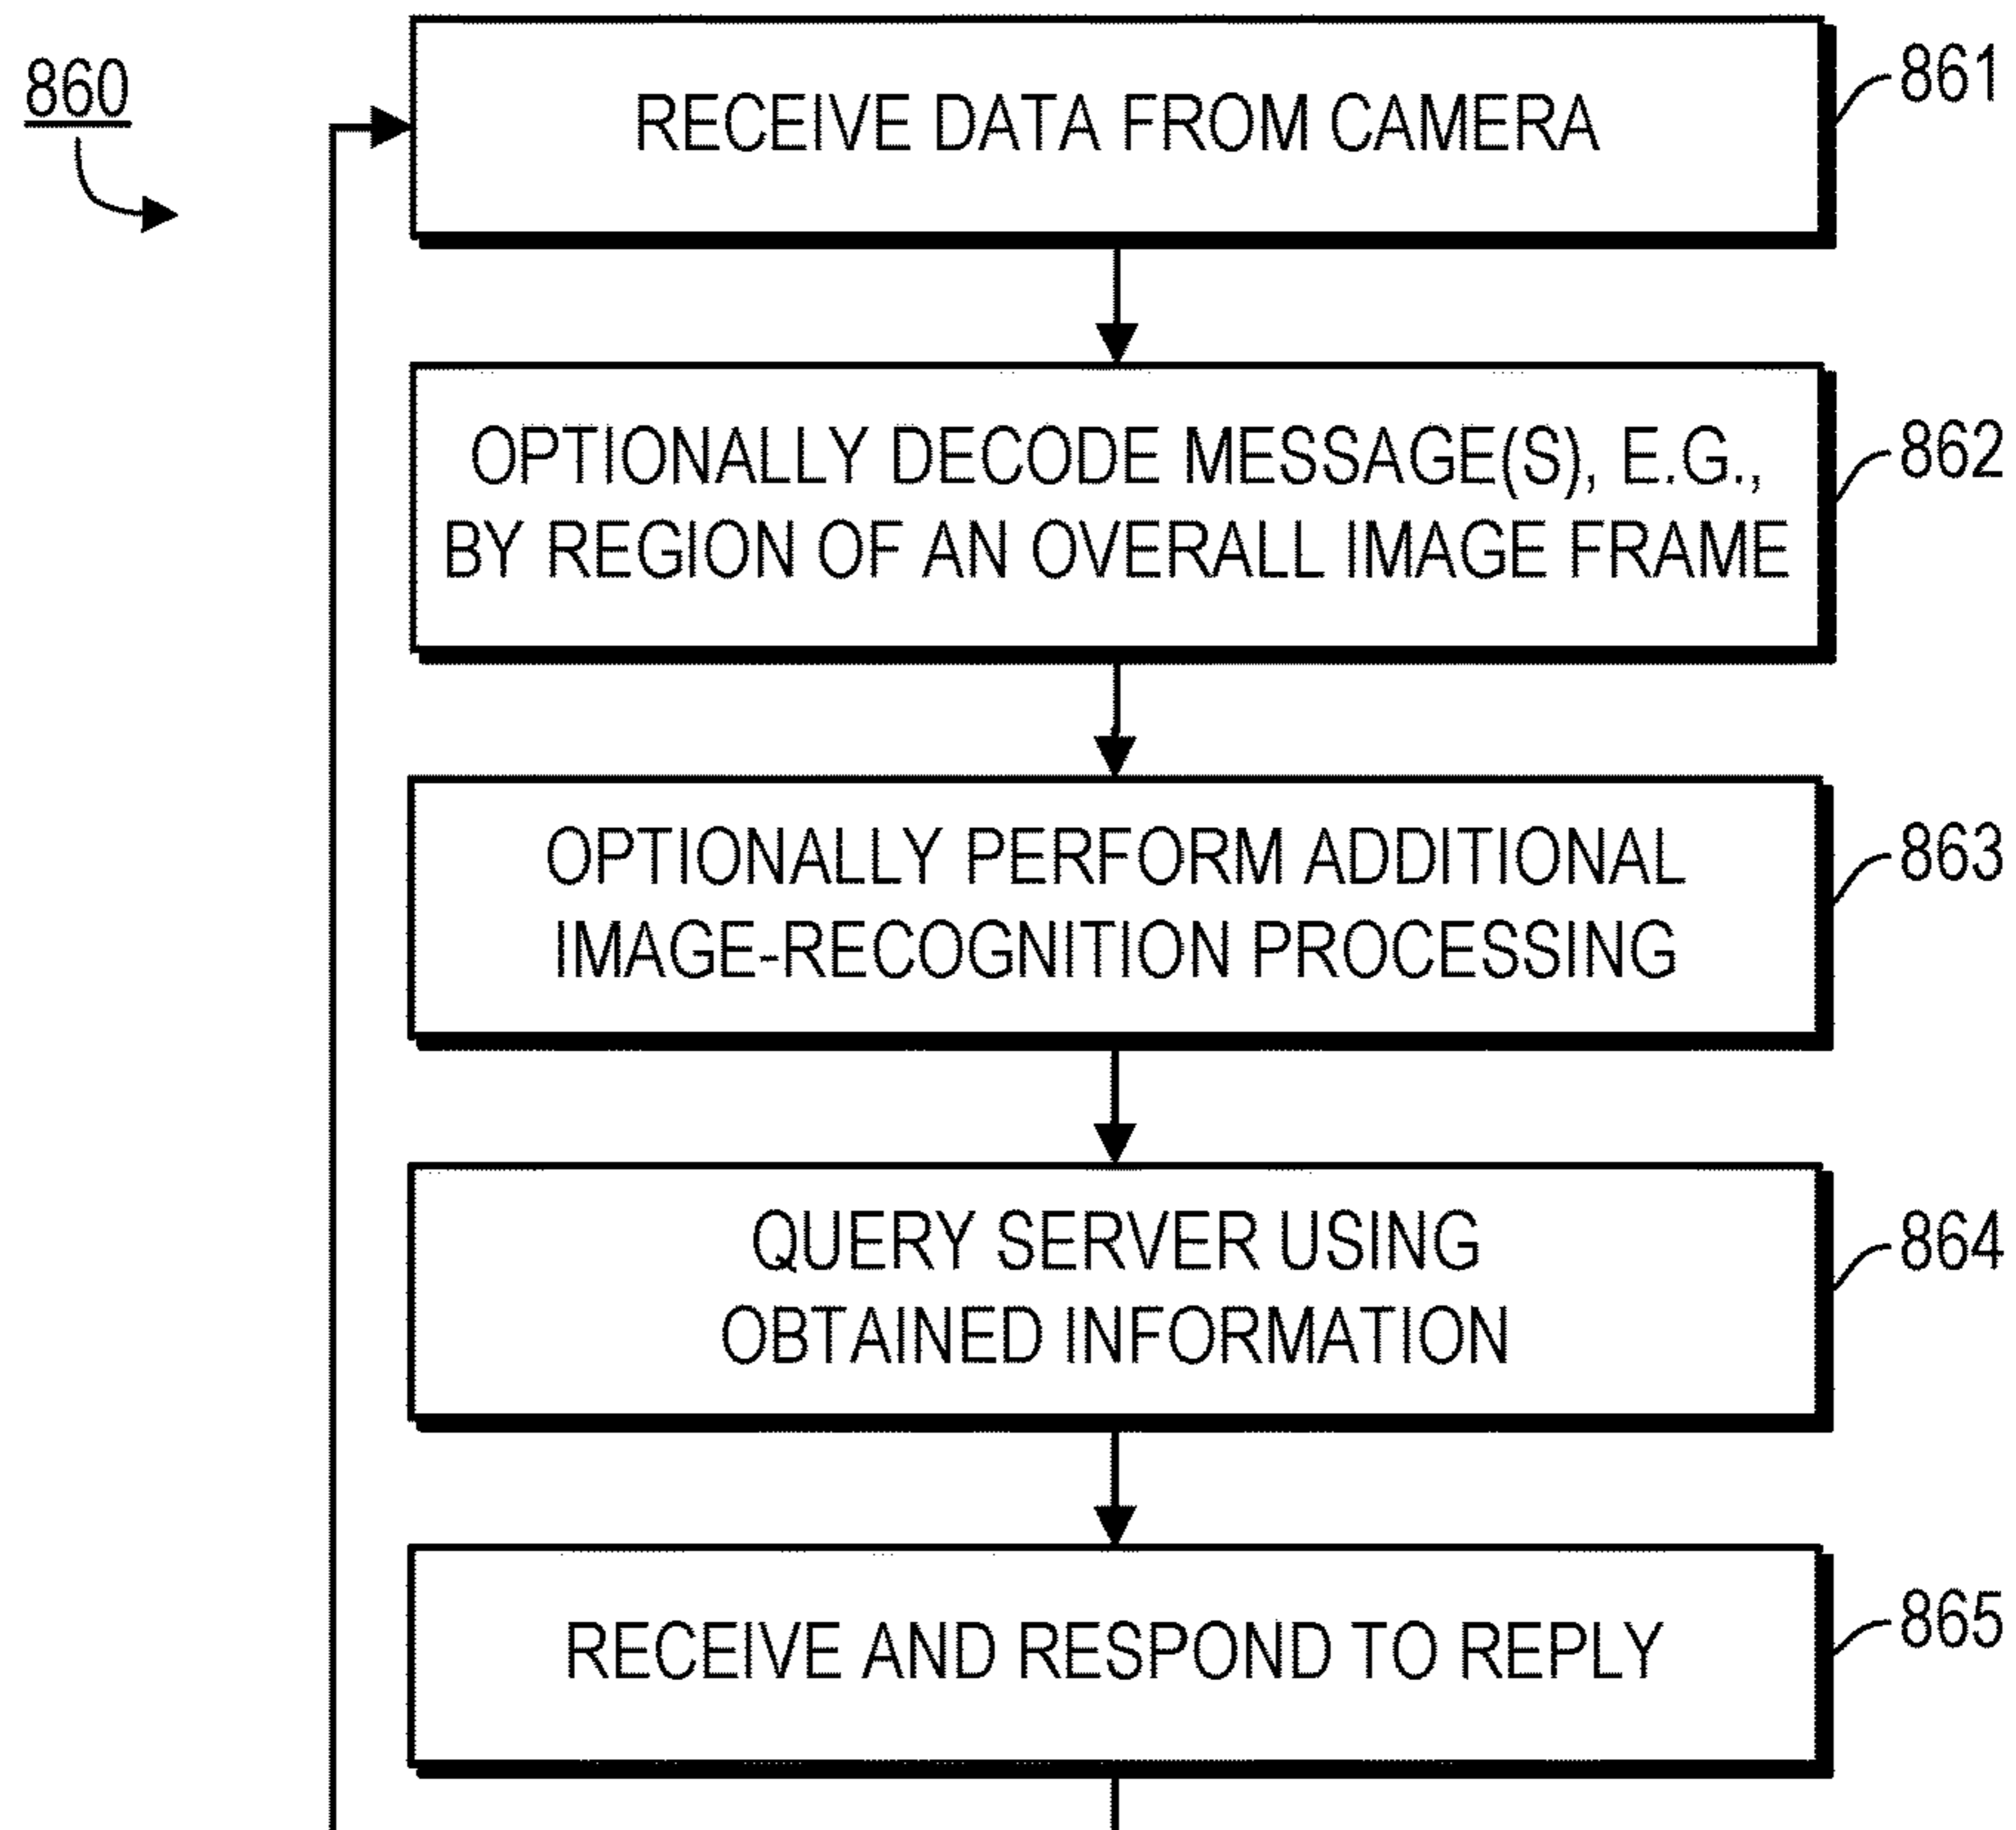 860
RECEIVE DATA FROM CAMERA
861
OPTIONALLY DECODE MESSAGE(S), E.G.,
BY REGION OF AN OVERALL IMAGE FRAME
862
OPTIONALLY PERFORM ADDITIONAL
IMAGE-RECOGNITION PROCESSING
863
QUERY SERVER USING
OBTAINED INFORMATION
864
RECEIVE AND RESPOND TO REPLY
865